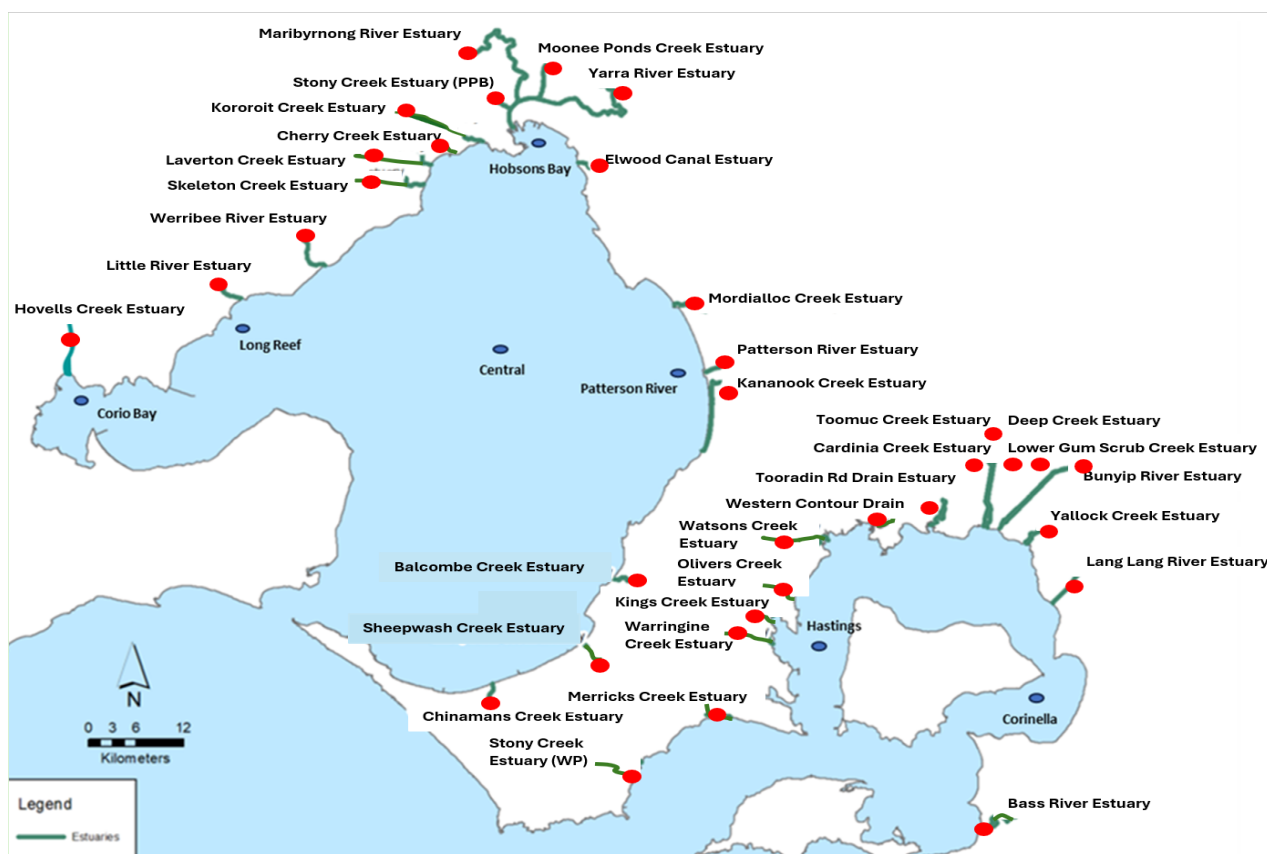 Maribyrnong River Estuary
Moonee Ponds Creek Estuary
Yarra River Estuary
Stony Creek Estuary (PPB)
Kororoit Creek Estuary
Cherry Creek Estuary
Laverton Creek Estuary
Hobsons Bay
Elwood Canal Estuary
Skeleton Creek Estuary
Werribee River Estuary
Little River Estuary
Hovells Creek Estuary
Mordialloc Creek Estuary
Long Reef
Central
Patterson River Estuary
Patterson River
Kananook Creek Estuary
Corio Bay
Toomuc Creek Estuary
Deep Creek Estuary
Cardinia Creek Estuary
Lower Gum Scrub Creek Estuary
Tooradin Rd Drain Estuary
Bunyip River Estuary
Western Contour Drain
Yallock Creek Estuary
Watsons Creek
Estuary
Lang Lang River Estuary
Balcombe Creek Estuary
Olivers Creek
Estuary
Kings Creek Estuary
Sheepwash Creek Estuary
Warringine
Creek Estuary
Hastings
Merricks Creek Estuary
Chinamans Creek Estuary
Corinella
N
0 3 6 12
Kilometers
Stony Creek
Estuary (WP)
Bass River Estuary
Legend
Estuaries